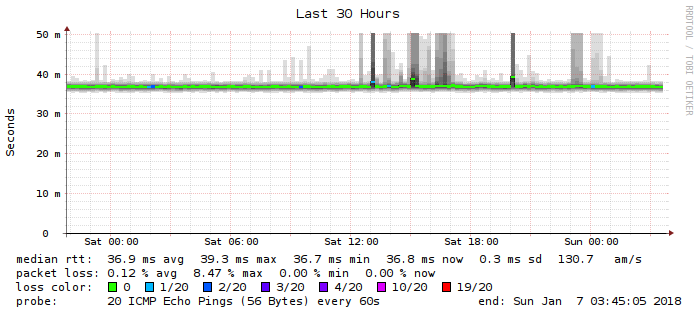 Last 30 Hours
RRDTOOL / TOBI OETIKER
Seconds
50 m
40 m
30 m
20 m
10 m
0
Sat 00:00 Sat 06:00 Sat 12:00 Sat 18:00 Sun 00:00
median rtt: 36.9 ms avg 39.3 ms max 36.7 ms min 36.8 ms now 0.3 ms sd 130.7 am/s
packet loss: 0.12 % avg 8.47 % max 0.00 % min 0.00 % now
loss color: 0 1/20 2/20 3/20 4/20 10/20 19/20
probe: 20 ICMP Echo Pings (56 Bytes) every 60s end: Sun Jan 7 03:45:05 2018